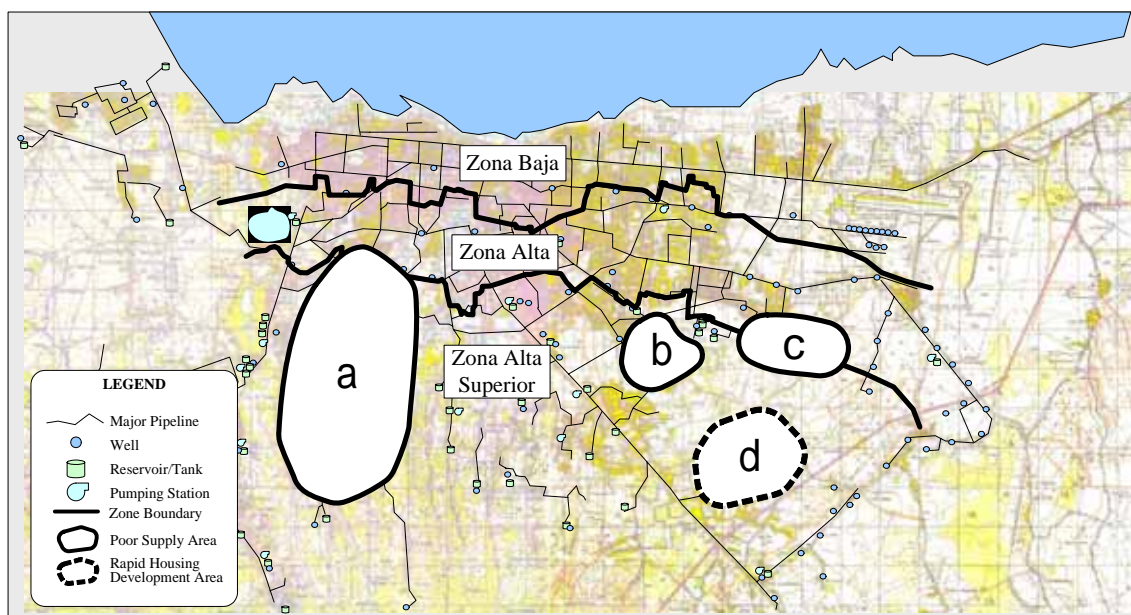 Zona Baja
Zona Alta
Zona Alta
Superior
a
b
c
d
LEGEND
Major Pipeline
Well
Reservoir/Tank
Pumping Station
Zone Boundary
Poor Supply Area
Rapid Housing
Development Area